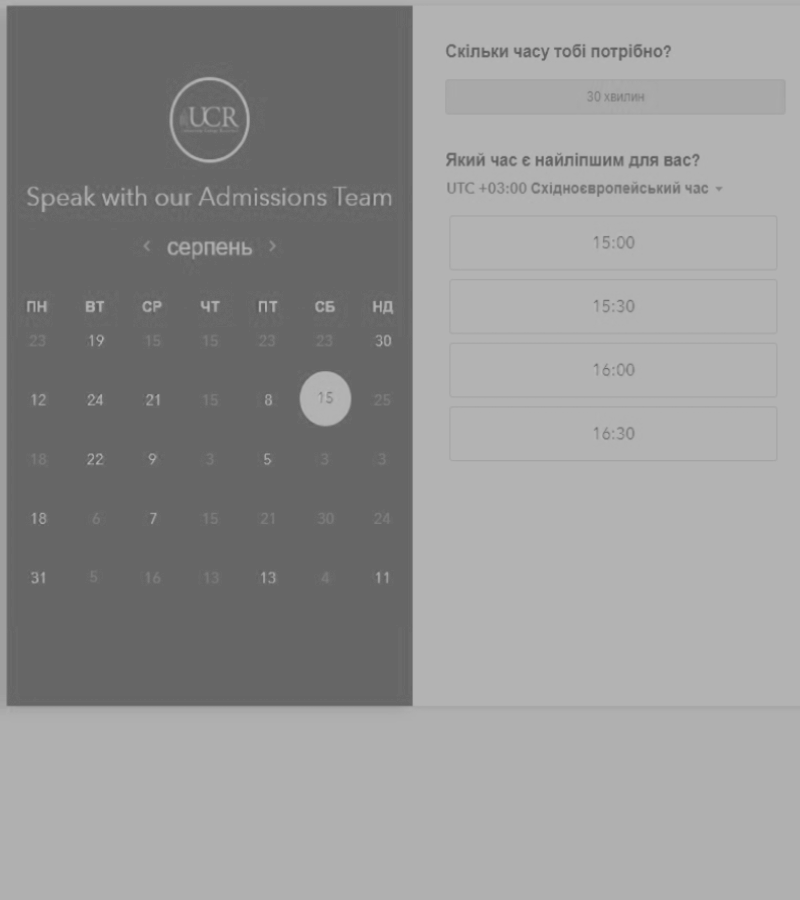 UCR
Speak with our Admissions Team
серпень
ПН ВТ СР ЧТ ПТ СБ НД
23 19 15 15 23 23 30
12 24 21 15 8 15 25
18 22 9 3 5 3 3
18 6 7 15 21 30 24
31 5 16 13 13 4 11
Скільки часу тобі потрібно?
30 хвилин
Який час є найліпшим для вас?
UTC +03:00 Східноєвропейський час
15:00
15:30
16:00
16:30